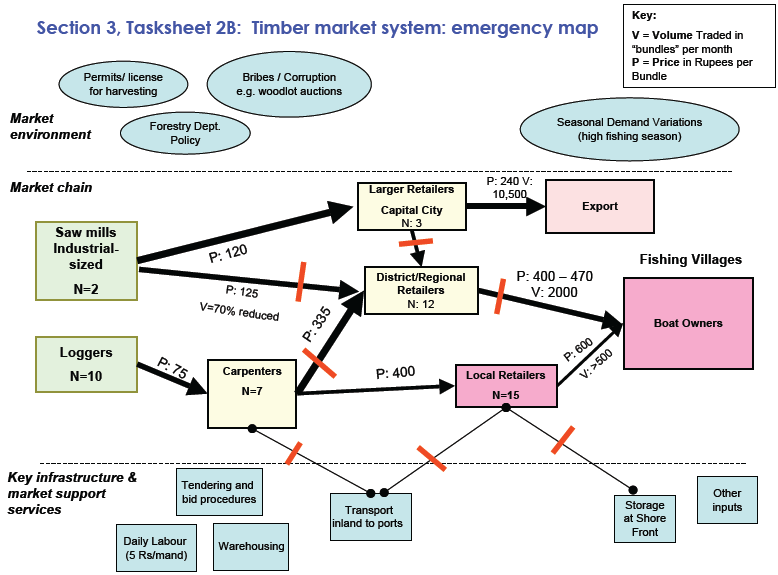 Section 3, Tasksheet 2B:  Timber market system: emergency map
Key:
V = Volume Traded in
“bundles” per month
P = Price in Rupees per
Bundle
Permits/ license
for harvesting
Bribes / Corruption
e.g. woodlot auctions
Market
environment
Forestry Dept.
Policy
Seasonal Demand Variations
(high fishing season)
Market chain
Larger Retailers
Capital City
N: 3
P: 240 V:
10,500
Export
Saw mills
Industrial-
sized
N=2
P: 120
P: 125
V=70% reduced
District/Regional
Retailers
N: 12
P: 400 – 470
V: 2000
Fishing Villages
Boat Owners
Loggers
N=10
P: 75
Carpenters
N=7
P: 335
P: 400
Local Retailers
N=15
P: 600
V: >500
Key infrastructure &
market support
services
Tendering and
bid procedures
Daily Labour
(5 Rs/mand)
Warehousing
Transport
inland to ports
Storage
at Shore
Front
Other
inputs